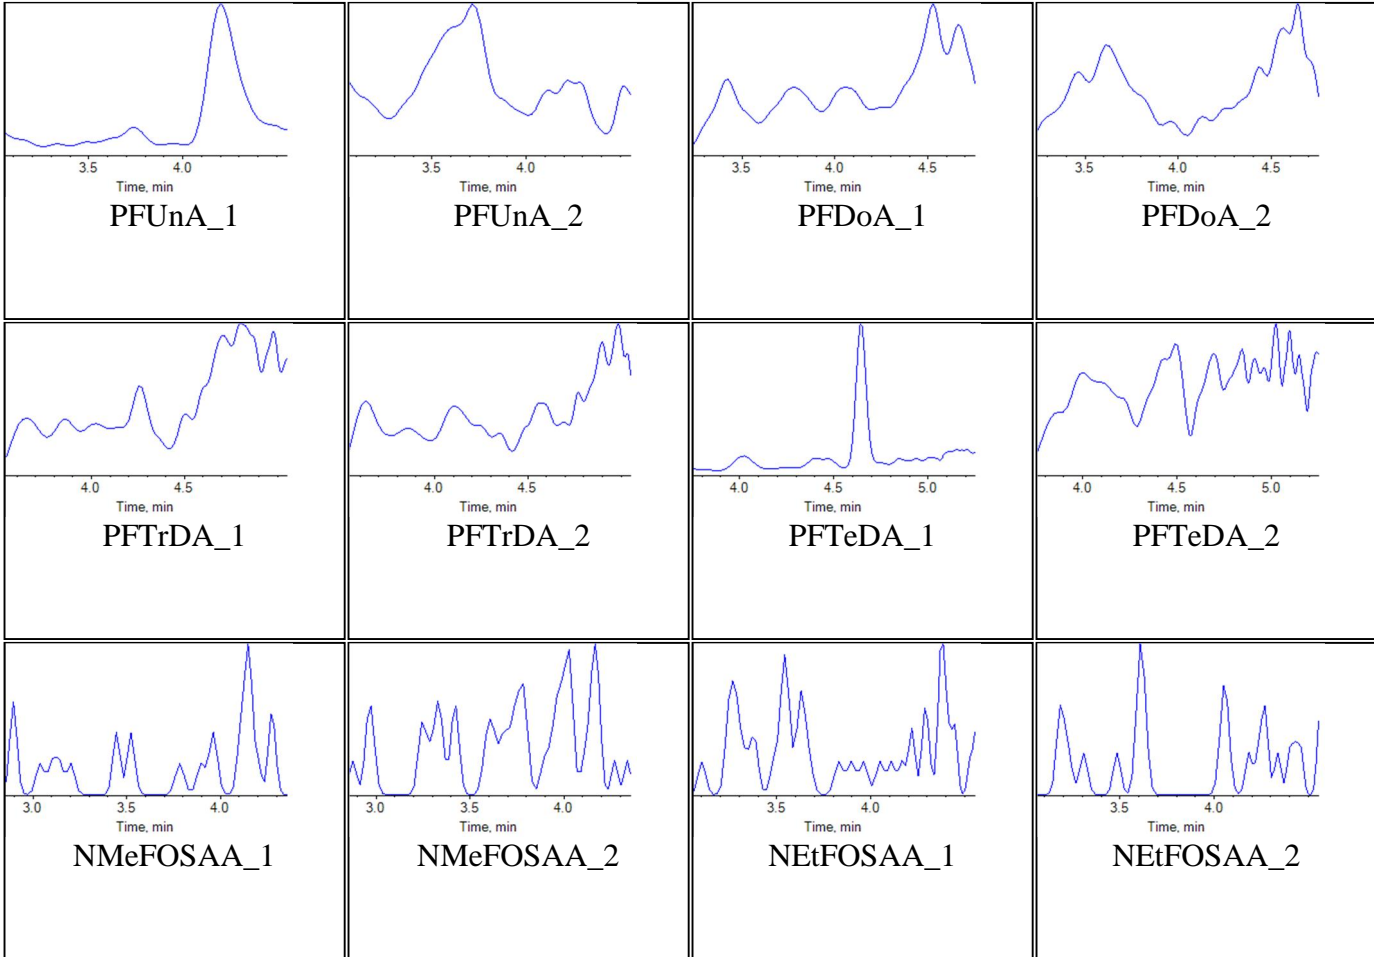 3.5 4.0
Time, min
PFUnA_1
3.5 4.0
Time, min
PFUnA_2
3.5 4.0 4.5
Time, min
PFDoA_1
3.5 4.0 4.5
Time, min
PFDoA_2
4.0 4.5
Time, min
PFTrDA_1
4.0 4.5
Time, min
PFTrDA_2
4.0 4.5 5.0
Time, min
PFTeDA_1
4.0 4.5 5.0
Time, min
PFTeDA_2
3.0 3.5 4.0
Time, min
NMeFOSAA_1
3.0 3.5 4.0
Time, min
NMeFOSAA_2
3.5 4.0
Time, min
NEtFOSAA_1
3.5 4.0
Time, min
NEtFOSAA_2